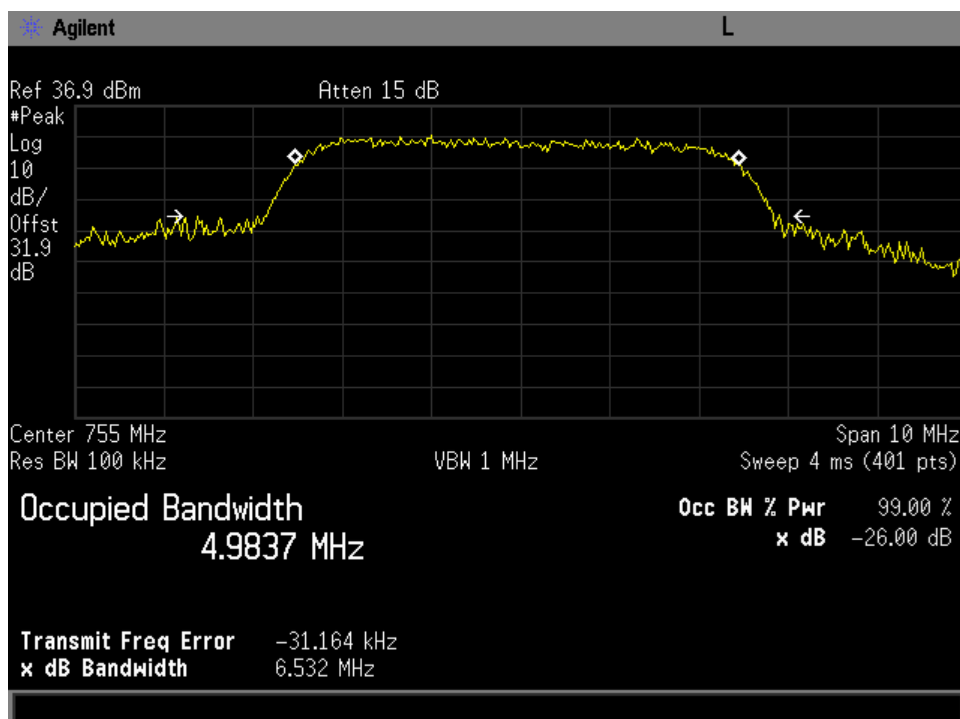 Agilent L
Ref 36.9 dBm Atten 15 dB
#Peak
Log
10
dB/
Offst
31.9
dB
Center 755 MHz Span 10 MHz
Res BW 100 kHz VBW 1 MHz Sweep 4 ms (401 pts)
Occupied Bandwidth Occ BW % Pwr 99.00 %
4.9837 MHz x dB -26.00 dB
Transmit Freq Error -31.164 kHz
x dB Bandwidth 6.532 MHz